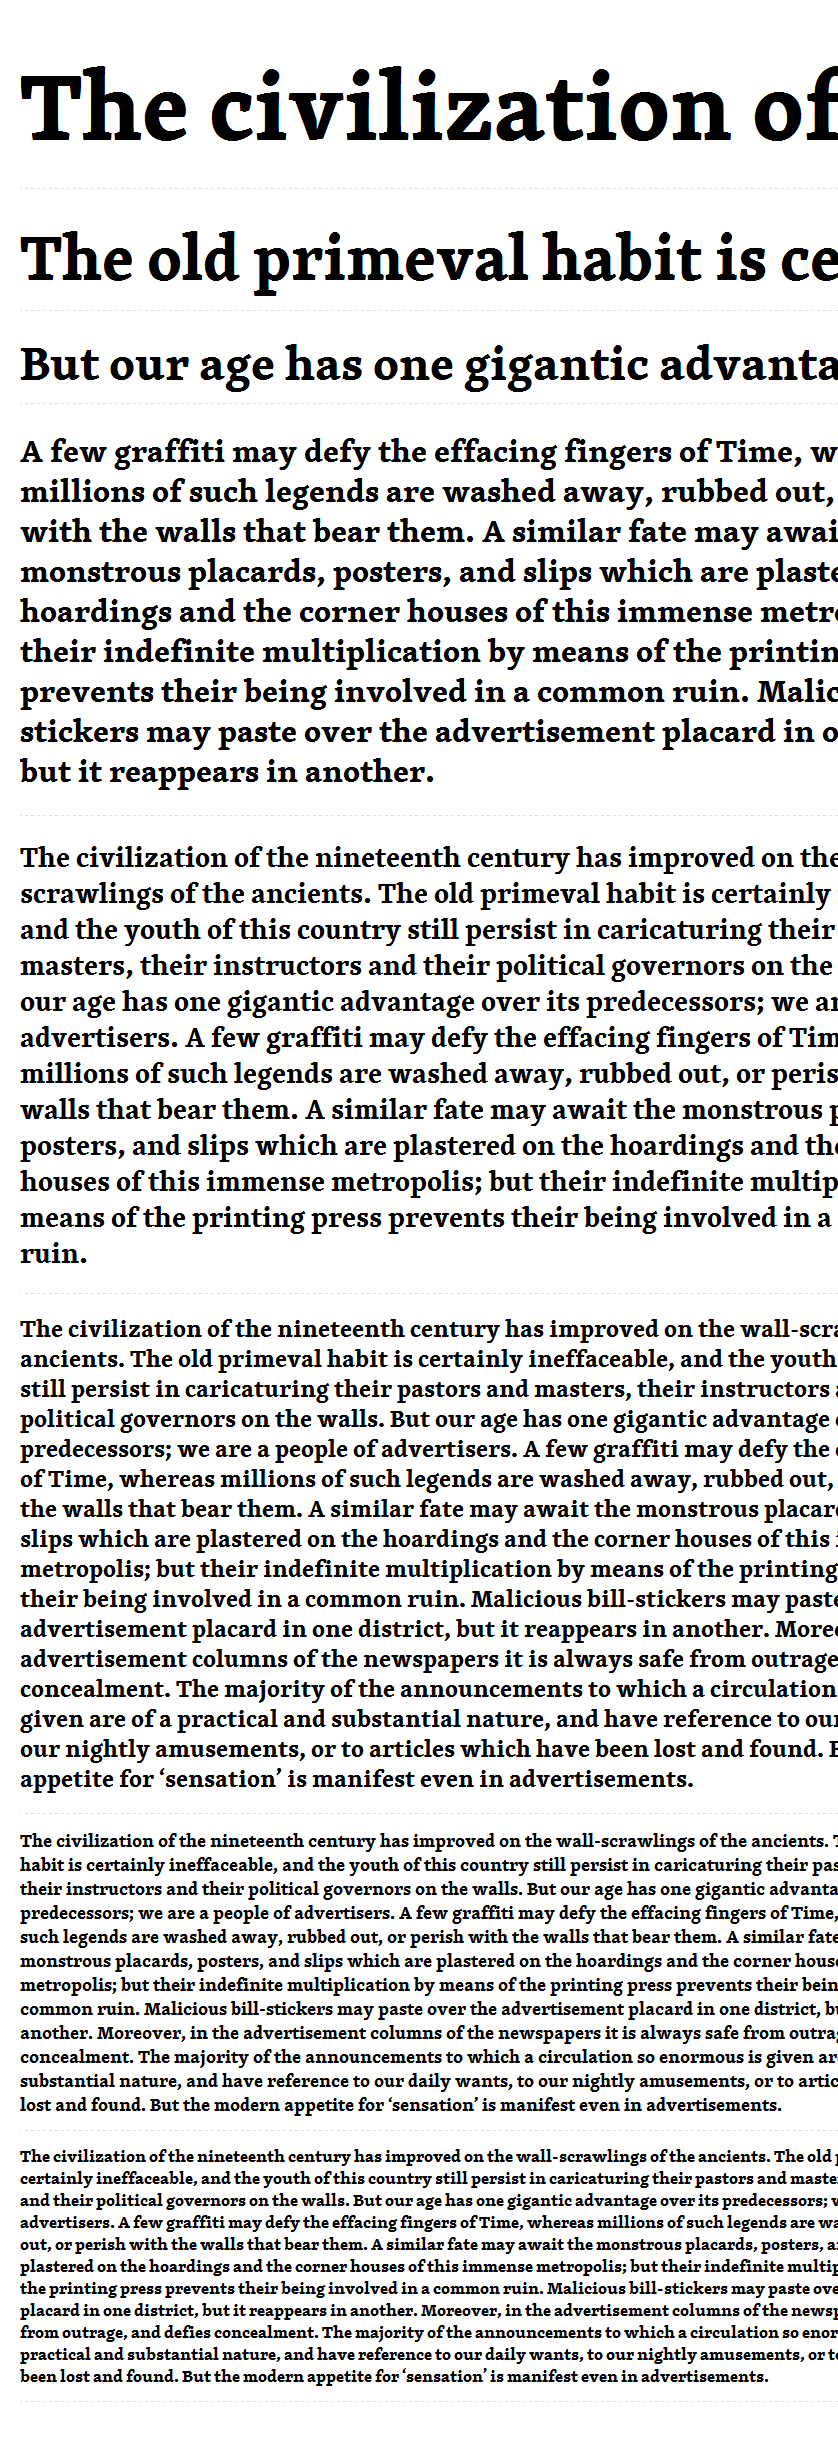 The civilization of
The old primeval habit is ce
But our age has one gigantic advanta
A few graffiti may defy the effacing fingers of Time, w
millions of such legends are washed away, rubbed out,
with the walls that bear them. A similar fate may awai
monstrous placards, posters, and slips which are plaste
hoardings and the corner houses of this immense metro
their indefinite multiplication by means of the printin
prevents their being involved in a common ruin. Malic
stickers may paste over the advertisement placard in o
but it reappears in another.
The civilization of the nineteenth century has improved on the
scrawlings of the ancients. The old primeval habit is certainly
and the youth of this country still persist in caricaturing their
masters, their instructors and their political governors on the
our age has one gigantic advantage over its predecessors; we ar
advertisers. A few graffiti may defy the effacing fingers of Tim
millions of such legends are washed away, rubbed out, or peris
walls that bear them. A similar fate may await the monstrous p
posters, and slips which are plastered on the hoardings and the
houses of this immense metropolis; but their indefinite multip
means of the printing press prevents their being involved in a
ruin.
The civilization of the nineteenth century has improved on the wall-scra
ancients. The old primeval habit is certainly ineffaceable, and the youth
still persist in caricaturing their pastors and masters, their instructors a
political governors on the walls. But our age has one gigantic advantage o
predecessors; we are a people of advertisers. A few graffiti may defy the e
of Time, whereas millions of such legends are washed away, rubbed out,
the walls that bear them. A similar fate may await the monstrous placard
slips which are plastered on the hoardings and the corner houses of this i
metropolis; but their indefinite multiplication by means of the printing
their being involved in a common ruin. Malicious bill-stickers may paste
advertisement placard in one district, but it reappears in another. Moreo
advertisement columns of the newspapers it is always safe from outrage
concealment. The majority of the announcements to which a circulation
given are of a practical and substantial nature, and have reference to our
our nightly amusements, or to articles which have been lost and found. B
appetite for ‘sensation’ is manifest even in advertisements.
The civilization of the nineteenth century has improved on the wall-scrawlings of the ancients. T
habit is certainly ineffaceable, and the youth of this country still persist in caricaturing their pas
their instructors and their political governors on the walls. But our age has one gigantic advanta
predecessors; we are a people of advertisers. A few graffiti may defy the effacing fingers of Time,
such legends are washed away, rubbed out, or perish with the walls that bear them. A similar fate
monstrous placards, posters, and slips which are plastered on the hoardings and the corner house
metropolis; but their indefinite multiplication by means of the printing press prevents their bein
common ruin. Malicious bill-stickers may paste over the advertisement placard in one district, bu
another. Moreover, in the advertisement columns of the newspapers it is always safe from outrag
concealment. The majority of the announcements to which a circulation so enormous is given are
substantial nature, and have reference to our daily wants, to our nightly amusements, or to artic
lost and found. But the modern appetite for ‘sensation’ is manifest even in advertisements.
The civilization of the nineteenth century has improved on the wall-scrawlings of the ancients. The old p
certainly ineffaceable, and the youth of this country still persist in caricaturing their pastors and maste
and their political governors on the walls. But our age has one gigantic advantage over its predecessors; w
advertisers. A few graffiti may defy the effacing fingers of Time, whereas millions of such legends are wa
out, or perish with the walls that bear them. A similar fate may await the monstrous placards, posters, a
plastered on the hoardings and the corner houses of this immense metropolis; but their indefinite multip
the printing press prevents their being involved in a common ruin. Malicious bill-stickers may paste ove
placard in one district, but it reappears in another. Moreover, in the advertisement columns of the newsp
from outrage, and defies concealment. The majority of the announcements to which a circulation so enor
practical and substantial nature, and have reference to our daily wants, to our nightly amusements, or to
been lost and found. But the modern appetite for ‘sensation’ is manifest even in advertisements.